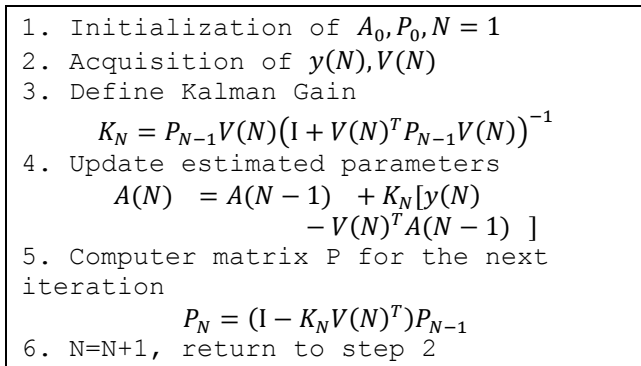 1. Initialization of A₀,P₀,N = 1
2. Acquisition of y(N),V(N)
3. Define Kalman Gain
K_N = P_{N−1}V(N)(I + V(N)^T P_{N−1}V(N))^{−1}
4. Update estimated parameters
A(N) = A(N − 1) + K_N[y(N)
− V(N)^T A(N − 1) ]
5. Computer matrix P for the next
iteration
P_N = (I − K_N V(N)^T)P_{N−1}
6. N=N+1, return to step 2